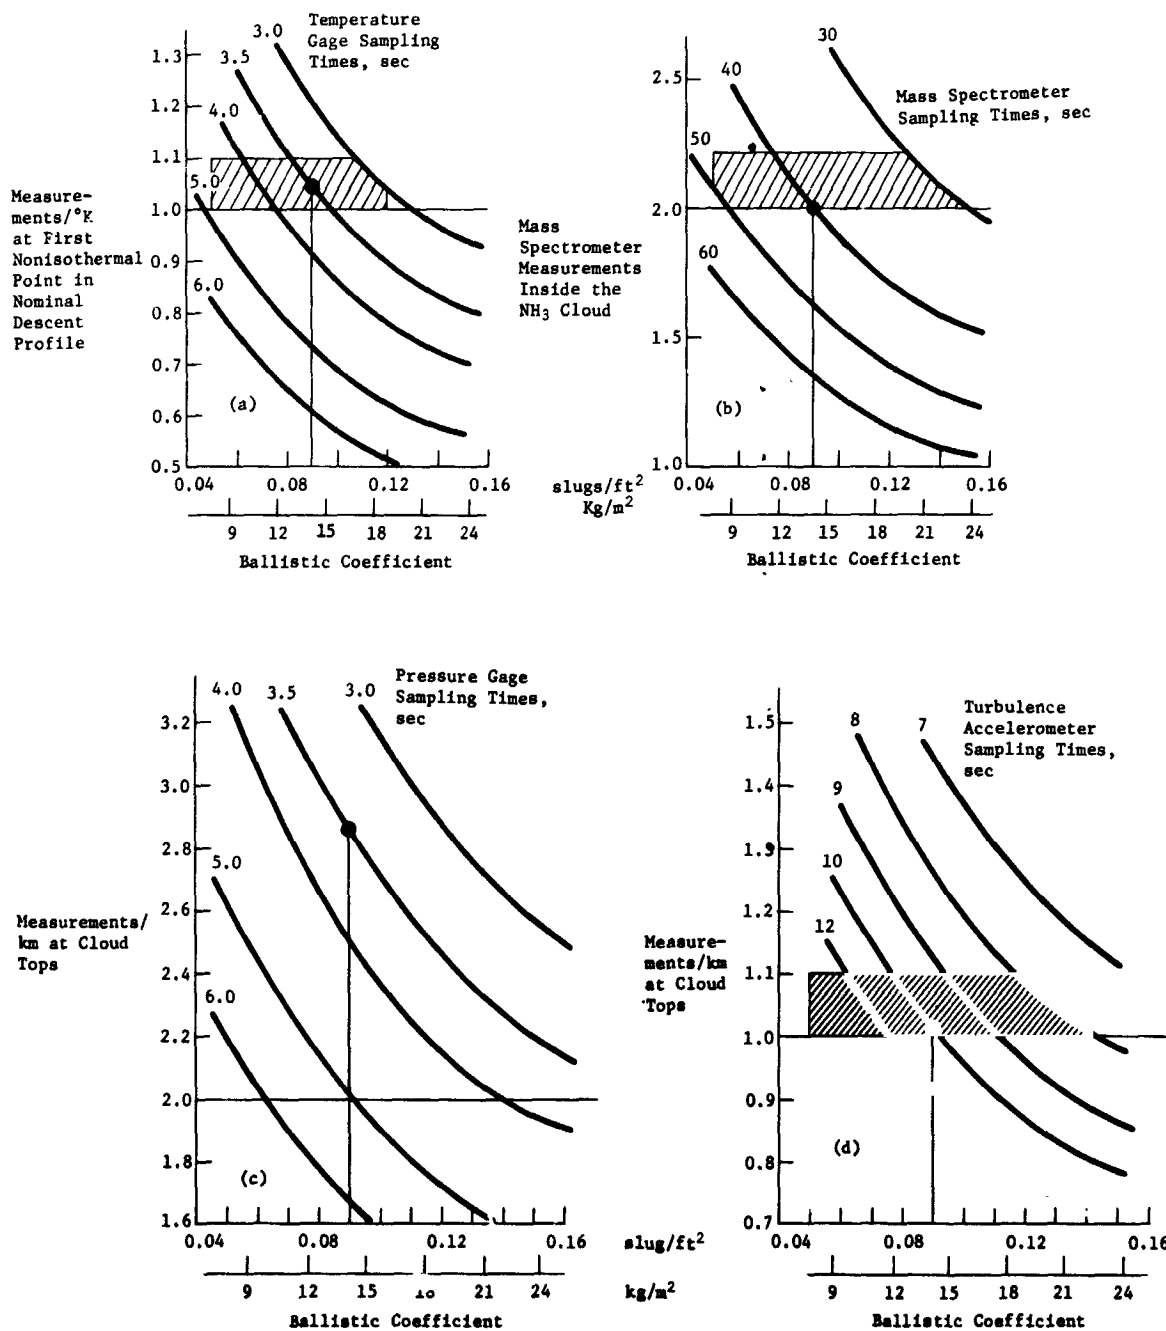 3.0
Temperature
Gage Sampling
Times, sec
1.3
3.5
1.2
4.0
1.1
5.0
1.0
Measure-
ments/°K
at First
Nonisothermal
Point in
Nominal
Descent
Profile
0.9
6.0
0.8
0.7
0.6
(a)
0.5
0.04 0.08 0.12 0.16
9 12 15 18 21 24
Ballistic Coefficient
slugs/ft²
Kg/m²
30
40
2.5
Mass Spectrometer
Sampling Times, sec
50
2.0
Mass
Spectrometer
Measurements
Inside the
NH₃ Cloud
60
1.5
(b)
1.0
0.04 0.08 0.12 0.16
9 12 15 18 21 24
Ballistic Coefficient
4.0 3.5 3.0
Pressure Gage
Sampling Times,
sec
3.2
3.0
2.8
5.0
2.6
Measurements/
km at Cloud
Tops
2.4
6.0
2.2
2.0
1.8
(c)
1.6
0.04 0.08 0.12 0.16
9 12 15 21 24
Ballistic Coefficient
slug/ft²
kg/m²
Turbulence
Accelerometer
Sampling Times,
sec
8 7
1.5
1.4
9
10
1.2
12
Measure-
ments/km
at Cloud
Tops
1.1
1.0
0.9
0.8
(d)
0.7
0.04 0.08 0.12 0.16
9 12 15 18 21 24
Ballistic Coefficient